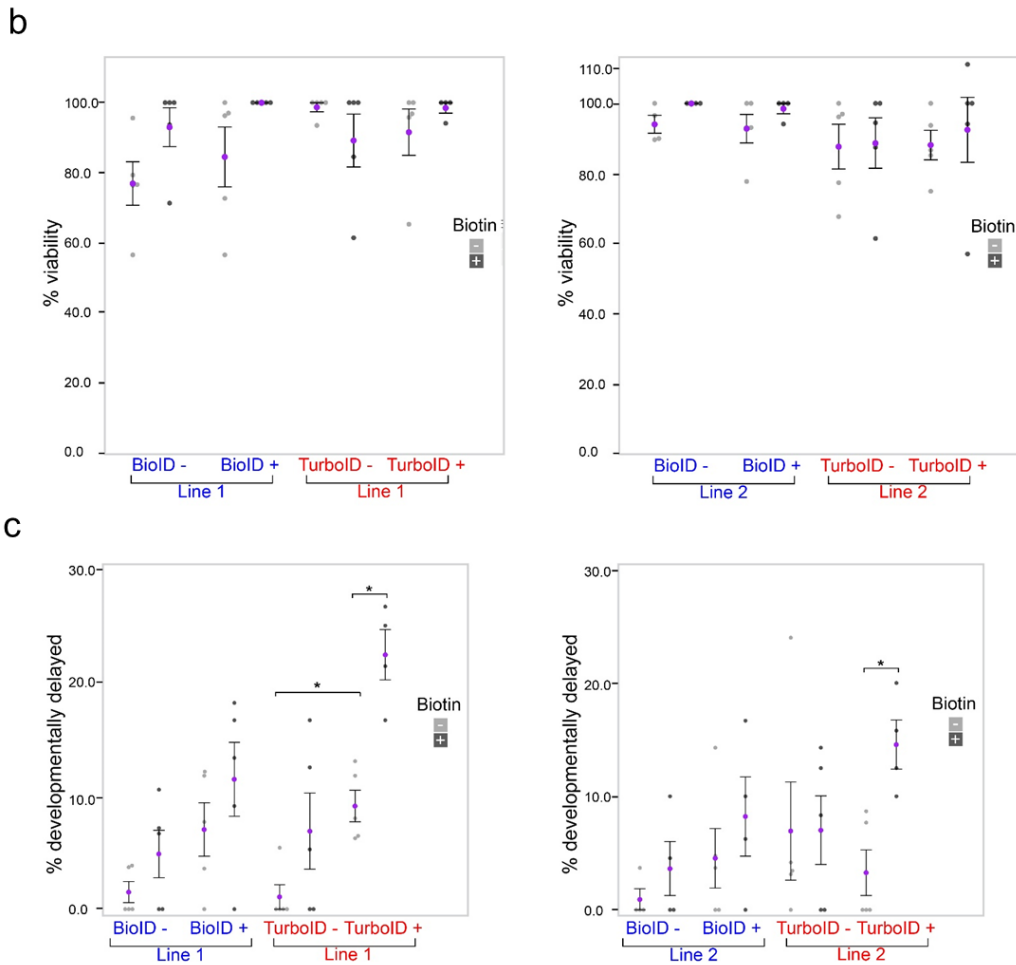 b
100.0
80.0
60.0
40.0
20.0
0.0
% viability
Biotin
-
+
BioID - BioID + TurboID - TurboID +
Line 1 Line 1
110.0
100.0
80.0
60.0
40.0
20.0
0.0
% viability
Biotin
-
+
BioID - BioID + TurboID - TurboID +
Line 2 Line 2
c
30.0
20.0
10.0
0.0
% developmentally delayed
*
*
Biotin
-
+
BioID - BioID + TurboID - TurboID +
Line 1 Line 1
30.0
20.0
10.0
0.0
% developmentally delayed
*
Biotin
-
+
BioID - BioID + TurboID - TurboID +
Line 2 Line 2